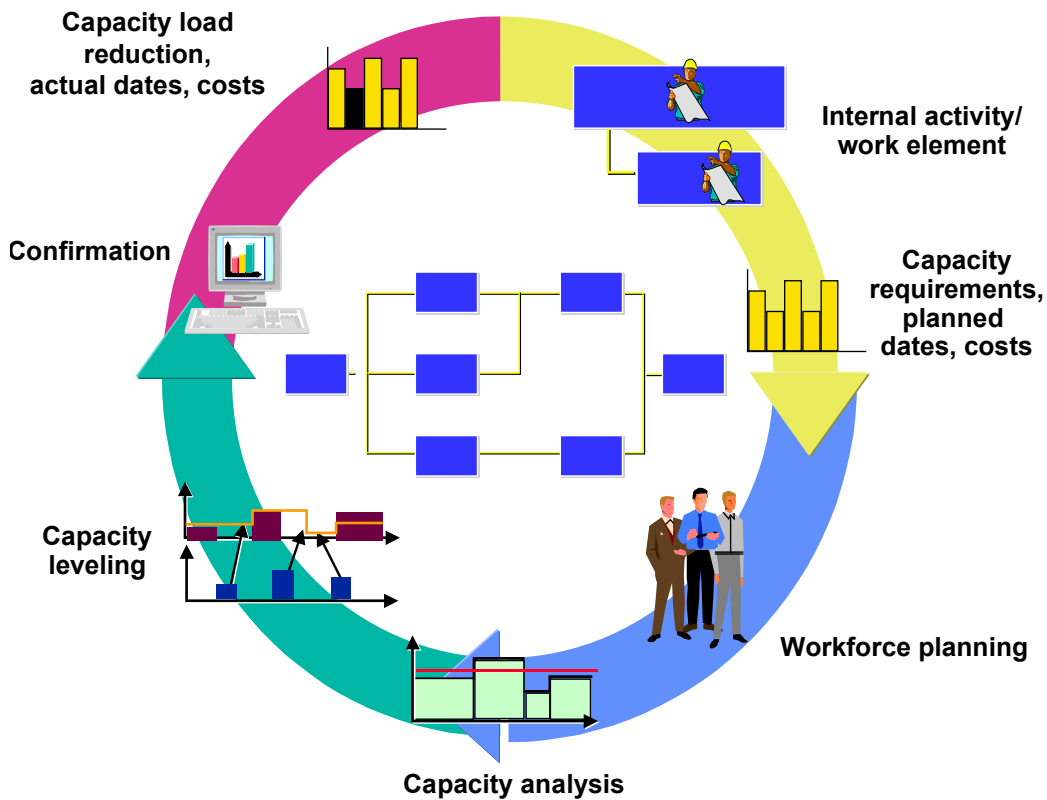 Capacity load
reduction,
actual dates, costs
Internal activity/
work element
Capacity
requirements,
planned
dates, costs
Workforce planning
Capacity analysis
Capacity
leveling
Confirmation